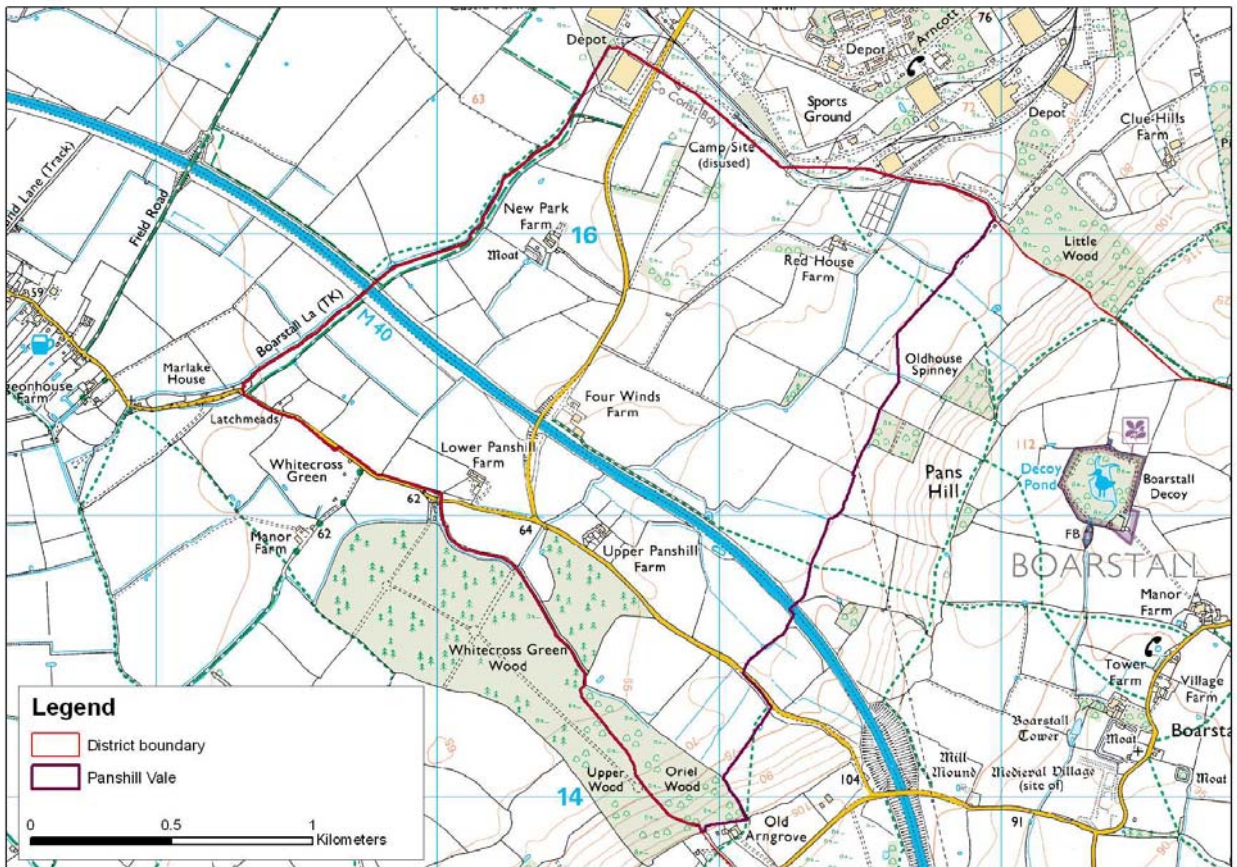 Depot
Arncott
76
Depot
63
Co Const Bdy
Sports
Ground
72
Depot
Clue-Hills
Farm
Camp Site
(disused)
Field Road
New Park
Farm
Moat
16
Red House
Farm
Little
Wood
59
Boarstall La (TK)
M 40
Marlake
House
Latchmeads
Oldhouse
Spinney
Four Winds
Farm
Lower Panshill
Farm
Whitecross
Green
62
64
Manor
Farm
62
Upper Panshill
Farm
Pans
Hill
112
Decoy
Pond
Boarstall
Decoy
FB
BOARSTALL
Manor
Farm
Whitecross Green
Wood
Tower
Farm
Village
Farm
Boarstall
Tower
Moat
Mill
Mound
Medieval Village
(site of)
Moat
Upper
Wood
Oriel
Wood
104
14
Old
Arngrove
91
Legend
District boundary
Panshill Vale
0 0.5 1
Kilometers